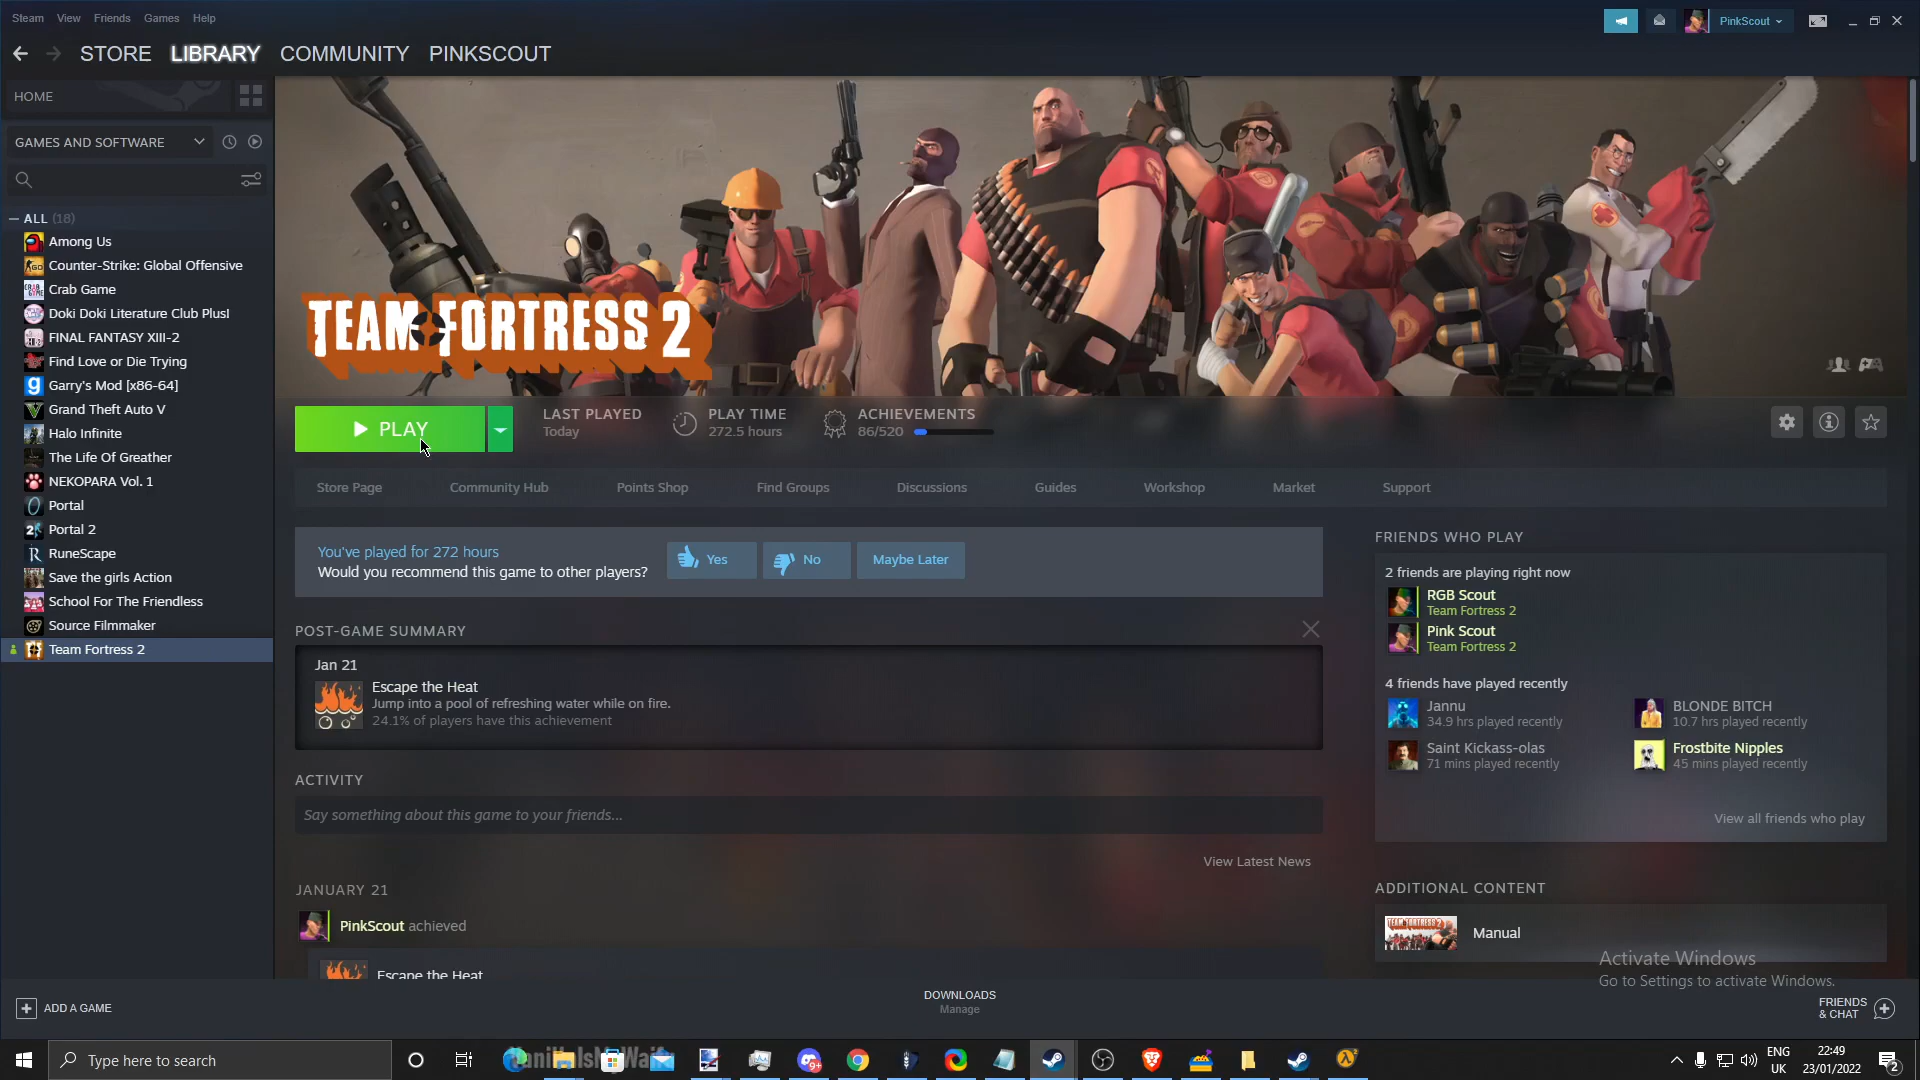 Steam View Friends Games Help
PinkScout
STORE LIBRARY COMMUNITY PINKSCOUT
HOME
GAMES AND SOFTWARE
ALL (18)
Among Us
Counter-Strike: Global Offensive
Crab Game
Doki Doki Literature Club Plus!
FINAL FANTASY XIII-2
Find Love or Die Trying
Garry's Mod [x86-64]
Grand Theft Auto V
Halo Infinite
The Life Of Greather
NEKOPARA Vol. 1
Portal
Portal 2
RuneScape
Save the girls Action
School For The Friendless
Source Filmmaker
Team Fortress 2
TEAM FORTRESS 2
PLAY
LAST PLAYED
Today
PLAY TIME
272.5 hours
ACHIEVEMENTS
86/520
Store Page Community Hub Points Shop Find Groups Discussions Guides Workshop Market Support
You've played for 272 hours
Would you recommend this game to other players?
Yes No Maybe Later
POST-GAME SUMMARY
Jan 21
Escape the Heat
Jump into a pool of refreshing water while on fire.
24.1% of players have this achievement
ACTIVITY
Say something about this game to your friends...
View Latest News
JANUARY 21
PinkScout achieved
Escape the Heat
FRIENDS WHO PLAY
2 friends are playing right now
RGB Scout
Team Fortress 2
Pink Scout
Team Fortress 2
4 friends have played recently
Jannu
34.9 hrs played recently
BLONDE BITCH
10.7 hrs played recently
Saint Kickass-olas
71 mins played recently
Frostbite Nipples
45 mins played recently
View all friends who play
ADDITIONAL CONTENT
TEAM FORTRESS 2
Manual
Activate Windows
Go to Settings to activate Windows.
ADD A GAME
DOWNLOADS
Manage
FRIENDS
& CHAT
Type here to search
9+
ENG
UK
22:49
23/01/2022
2